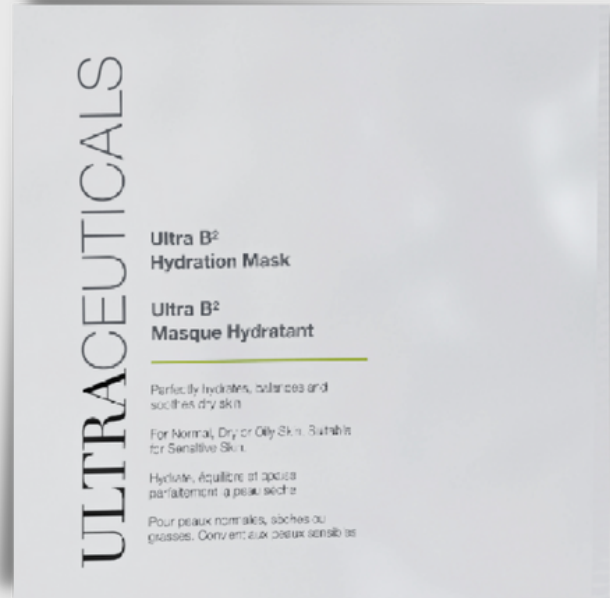 ULTRACEUTICALS
Ultra B²
Hydration Mask
Ultra B²
Masque Hydratant
Perfectly hydrates, balances and
soothes dry skin
For Normal, Dry or Oily Skin. Suitable
for Sensitive Skin.
Hydrate, équilibre et apaise
parfaitement la peau sèche
Pour peaux normales, sèches ou
grasses. Convient aux peaux sensibles